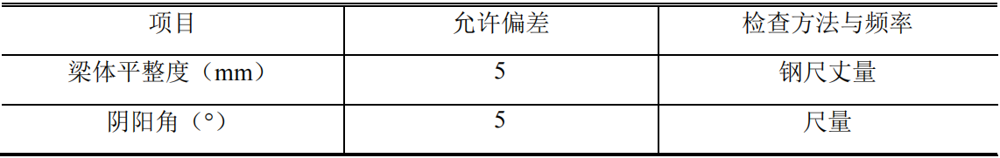 项目 允许偏差 检查方法与频率
梁体平整度（mm） 5 钢尺丈量
阴阳角（°） 5 尺量